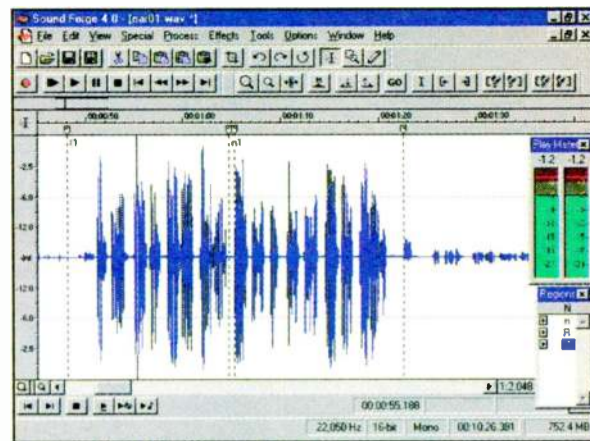 Sound Forge 4.0 - [nar01.wav *]
File Edit View Special Process Effects Tools Options Window Help
GO
,00:00:50 ,00:01:00 ,00:01:10 ,00:01:20 ,00:01:30
-2.5
-6.0
-12.0
-Inf.
-12.0
-6.0
-2.5
-1.2 -1.2
Regions
N
n
1:2,048
00:00:55.188
22,050 Hz 16-bit Mono 00:10:26.381 752.4 MB